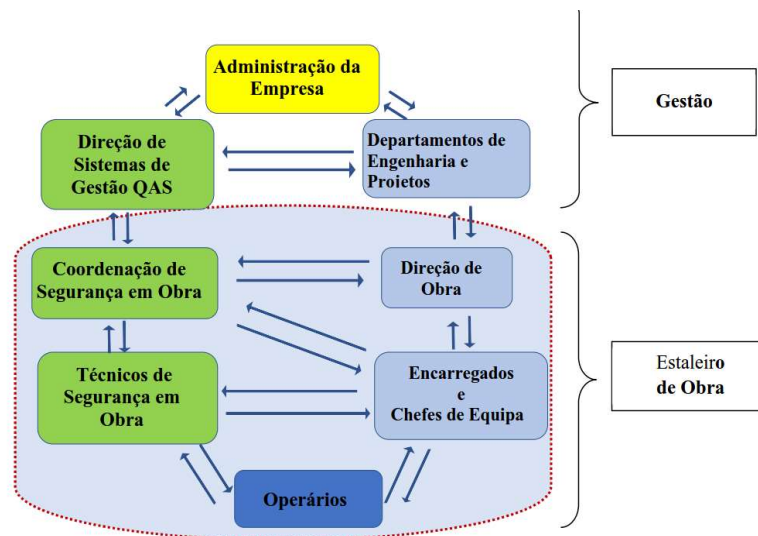 Administração da
Empresa
Gestão
Direção de
Sistemas de
Gestão QAS
Departamentos de
Engenharia e
Projetos
Coordenação de
Segurança em Obra
Direção de
Obra
Estaleiro
de Obra
Técnicos de
Segurança em
Obra
Encarregados
e
Chefes de Equipa
Operários